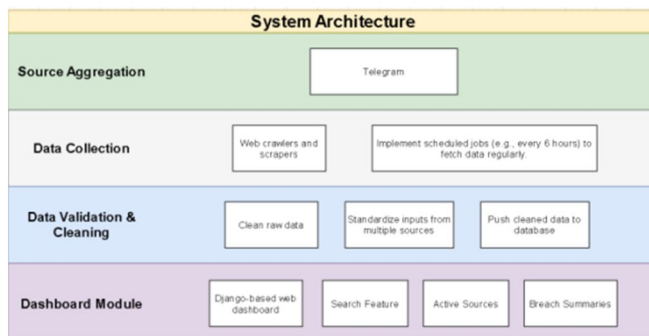 System Architecture
Source Aggregation
Telegram
Data Collection
Web crawlers and
scrapers
Implement scheduled jobs (e.g., every 6 hours) to
fetch data regularly.
Data Validation &
Cleaning
Clean raw data
Standardize inputs from
multiple sources
Push cleaned data to
database
Dashboard Module
Django-based web
dashboard
Search Feature
Active Sources
Breach Summaries